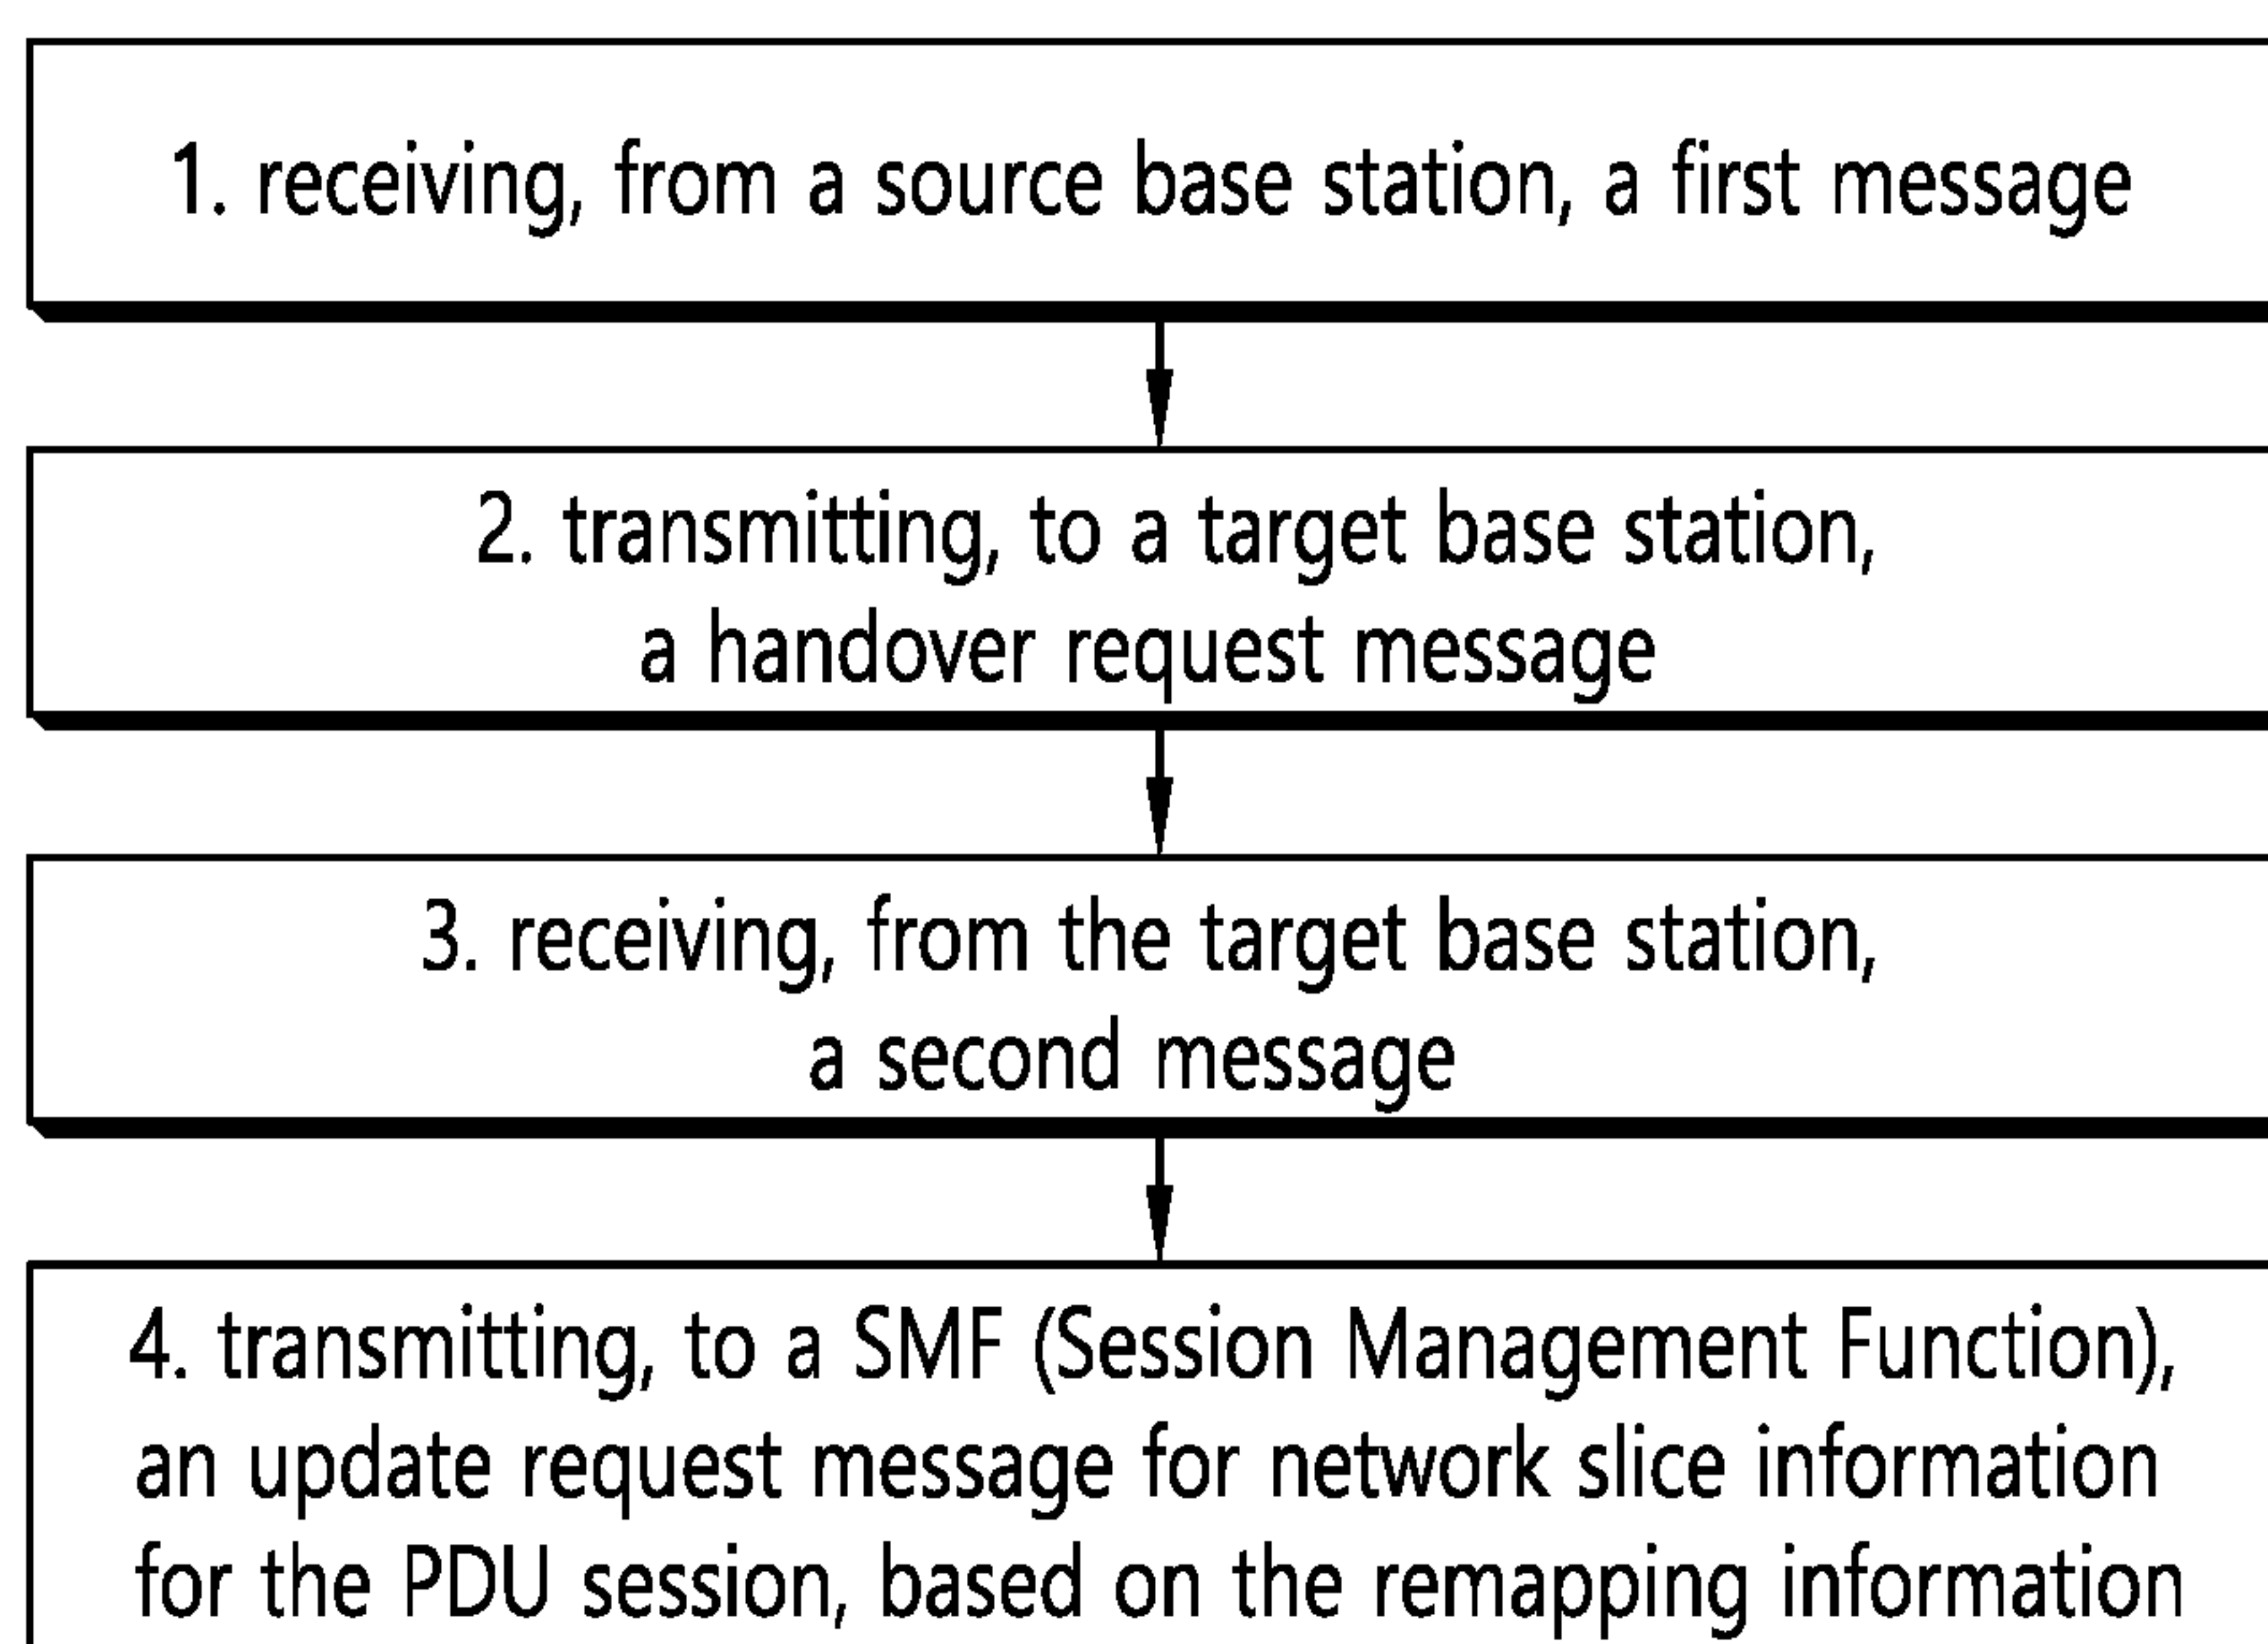 1. receiving, from a source base station, a first message
2. transmitting, to a target base station,
a handover request message
3. receiving, from the target base station,
a second message
4. transmitting, to a SMF (Session Management Function),
an update request message for network slice information
for the PDU session, based on the remapping information